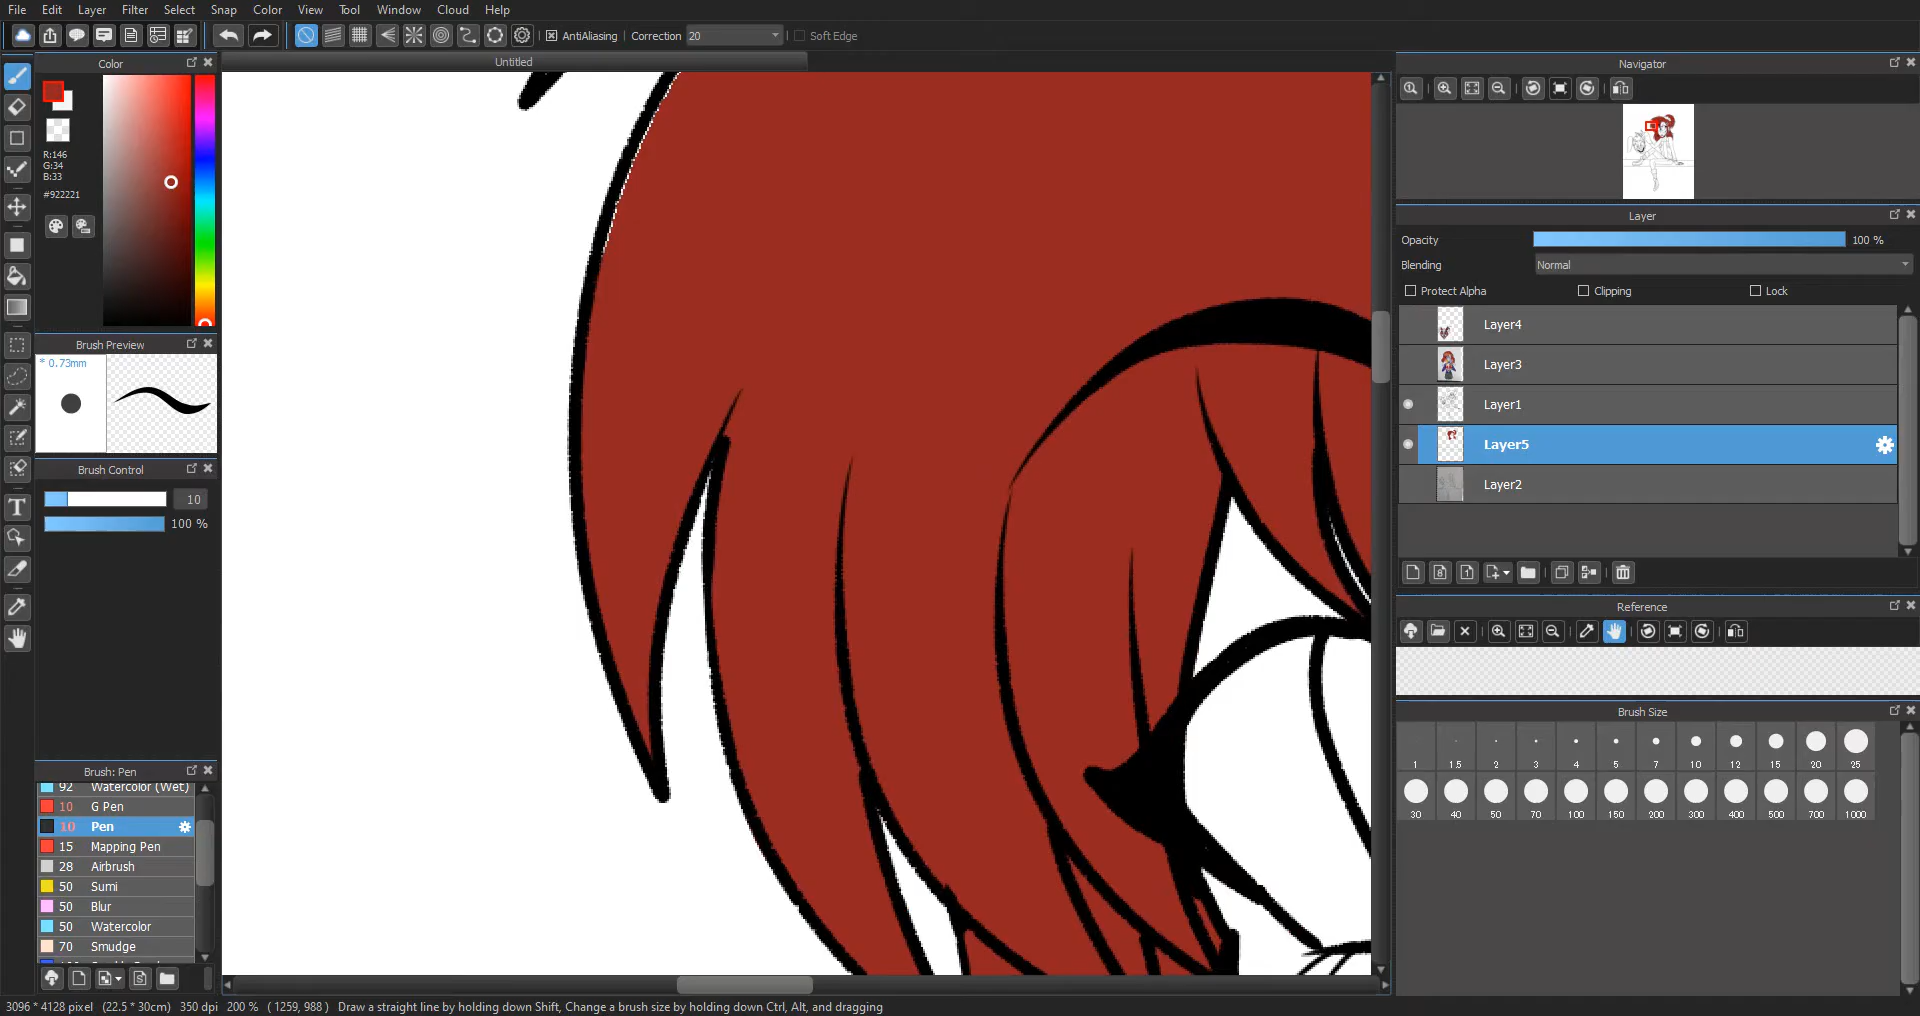 File Edit Layer Filter Select Snap Color View Tool Window Cloud Help
AntiAliasing Correction 20 Soft Edge
Color
Untitled
Navigator
R:146
G:34
B:33
#922221
Layer
Opacity 100 %
Blending Normal
Protect Alpha Clipping Lock
Layer4
Layer3
Layer1
Layer5
Layer2
Brush Preview
* 0.73mm
Brush Control
10
100 %
Reference
Brush Size
1 1.5 2 3 4 5 7 10 12 15 20 25
30 40 50 70 100 150 200 300 400 500 700 1000
Brush: Pen
92 Watercolor (Wet)
10 G Pen
10 Pen
15 Mapping Pen
28 Airbrush
50 Sumi
50 Blur
50 Watercolor
70 Smudge
3096 * 4128 pixel (22.5 * 30cm) 350 dpi 200 % ( 1259, 988 ) Draw a straight line by holding down Shift, Change a brush size by holding down Ctrl, Alt, and dragging